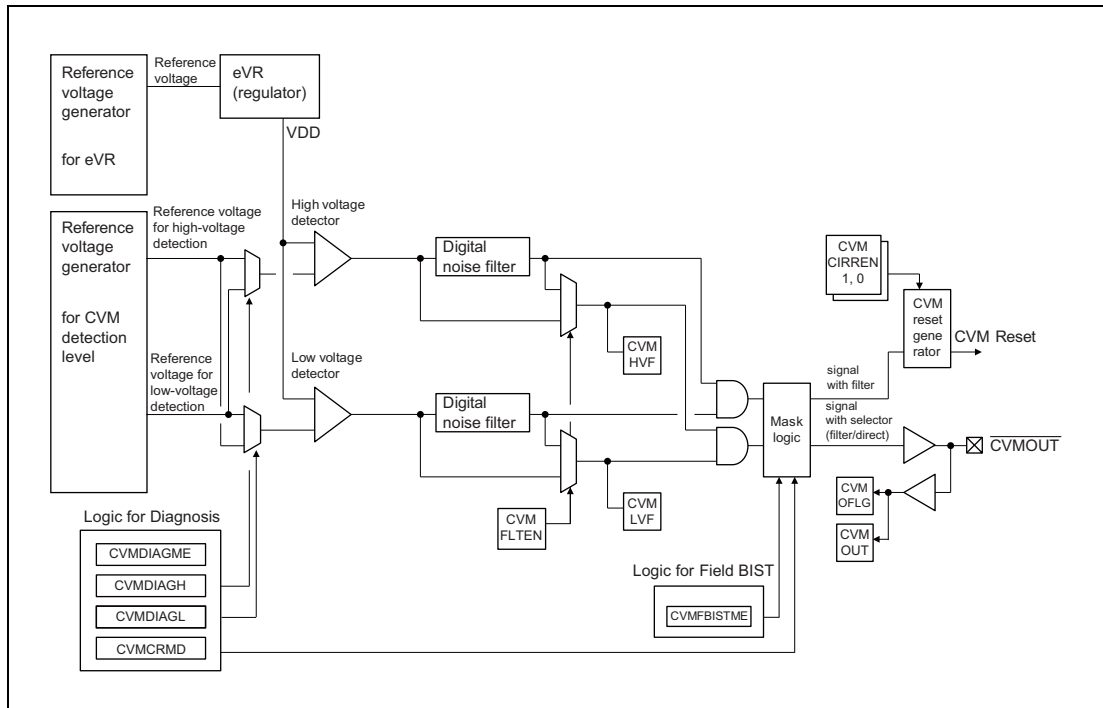 Reference
voltage
generator
for eVR
Reference
voltage
eVR
(regulator)
VDD
Reference
voltage
generator
for CVM
detection
level
Reference voltage
for high-voltage
detection
Reference
voltage for
low-voltage
detection
High voltage
detector
Low voltage
detector
Digital
noise filter
Digital
noise filter
CVM
HVF
CVM
LVF
CVM
FLTEN
Mask
logic
CVM
CIRREN
1, 0
CVM
reset
gene
rator
CVM Reset
signal
with filter
signal
with selector
(filter/direct)
CVMOUT
CVM
OFLG
CVM
OUT
Logic for Diagnosis
CVMDIAGME
CVMDIAGH
CVMDIAGL
CVMCRMD
Logic for Field BIST
CVMFBISTME